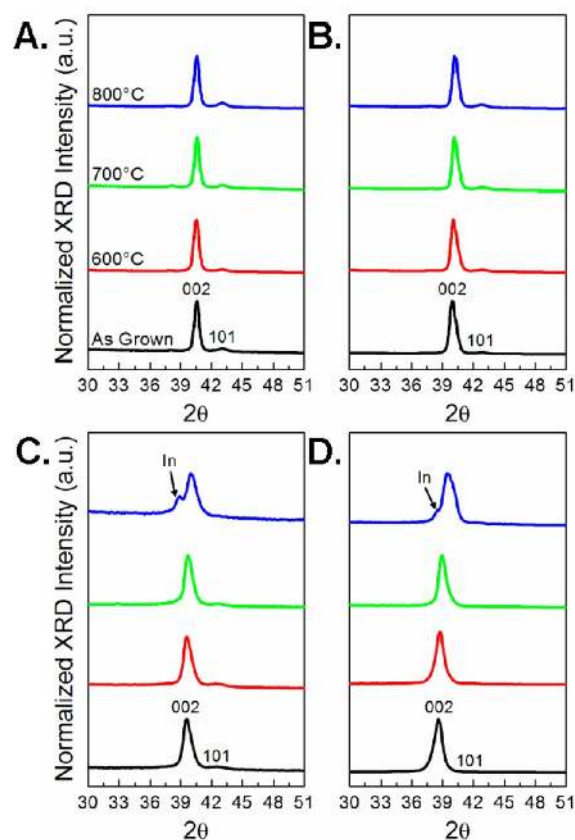 A.
B.
Normalized XRD Intensity (a.u.)
800°C
700°C
600°C
002
As Grown
101
002
101
30 33 36 39 42 45 48 51
30 33 36 39 42 45 48 51
2θ
2θ
C.
D.
Normalized XRD Intensity (a.u.)
In
In
002
101
002
101
30 33 36 39 42 45 48 51
30 33 36 39 42 45 48 51
2θ
2θ